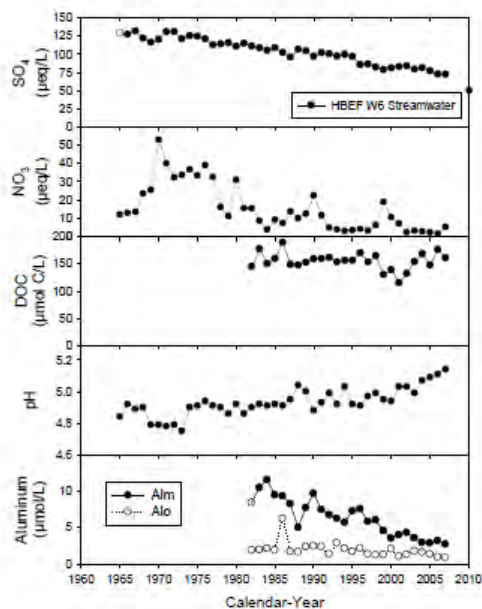 150
125
100
75
50
25
0
SO4
(µeq/L)
HBEF W6 Streamwater
50
40
30
20
10
NO3
(µeq/L)
200
150
100
50
0
DOC
(µmol C/L)
5.2
5.0
4.8
4.6
pH
10
5
0
Aluminum
(µmol/L)
Alm
Alo
1960 1965 1970 1975 1980 1985 1990 1995 2000 2005 2010
Calendar-Year